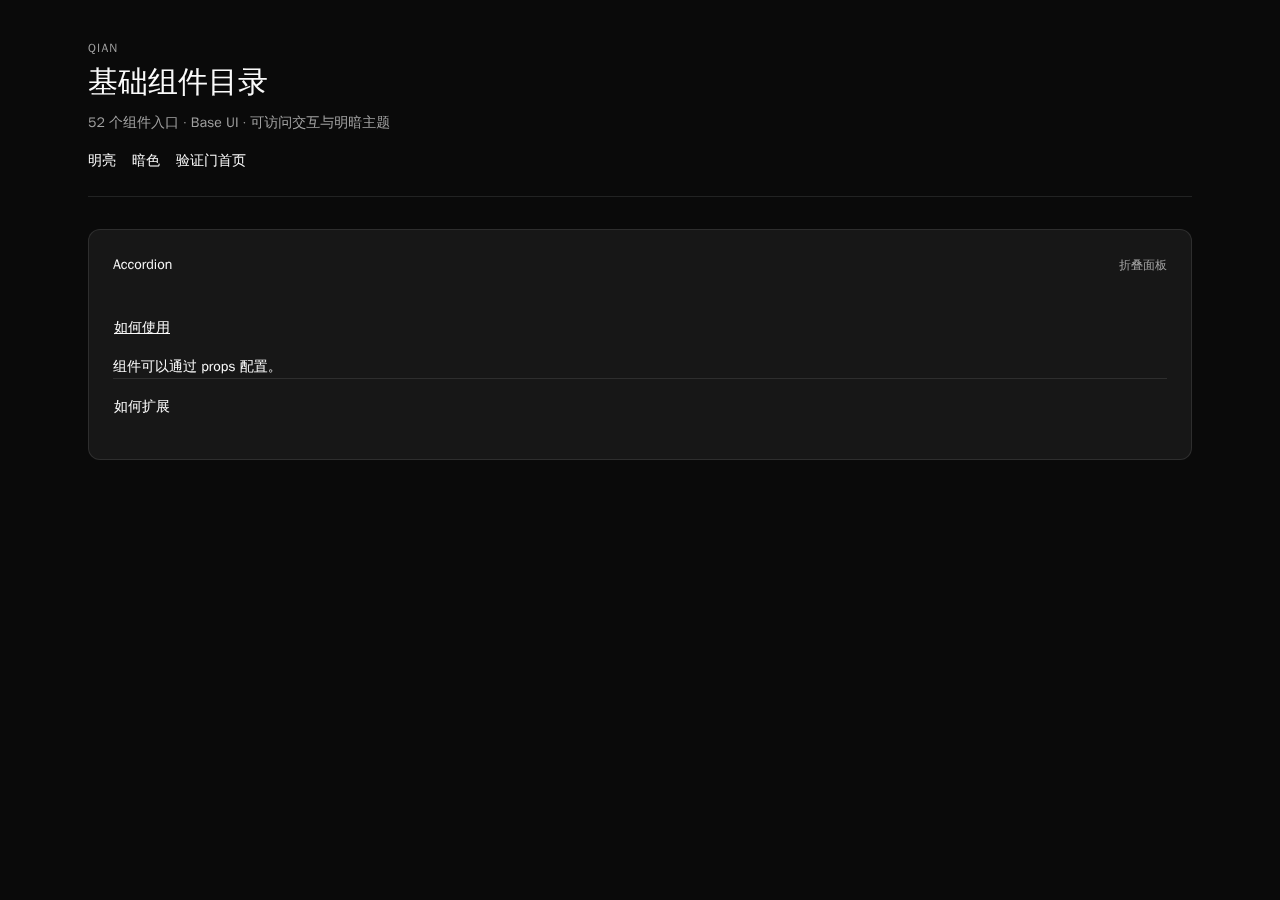 QIAN
基础组件目录
52 个组件入口 · Base UI · 可访问交互与明暗主题
明亮 暗色 验证门首页
Accordion 折叠面板
如何使用
组件可以通过 props 配置。
如何扩展